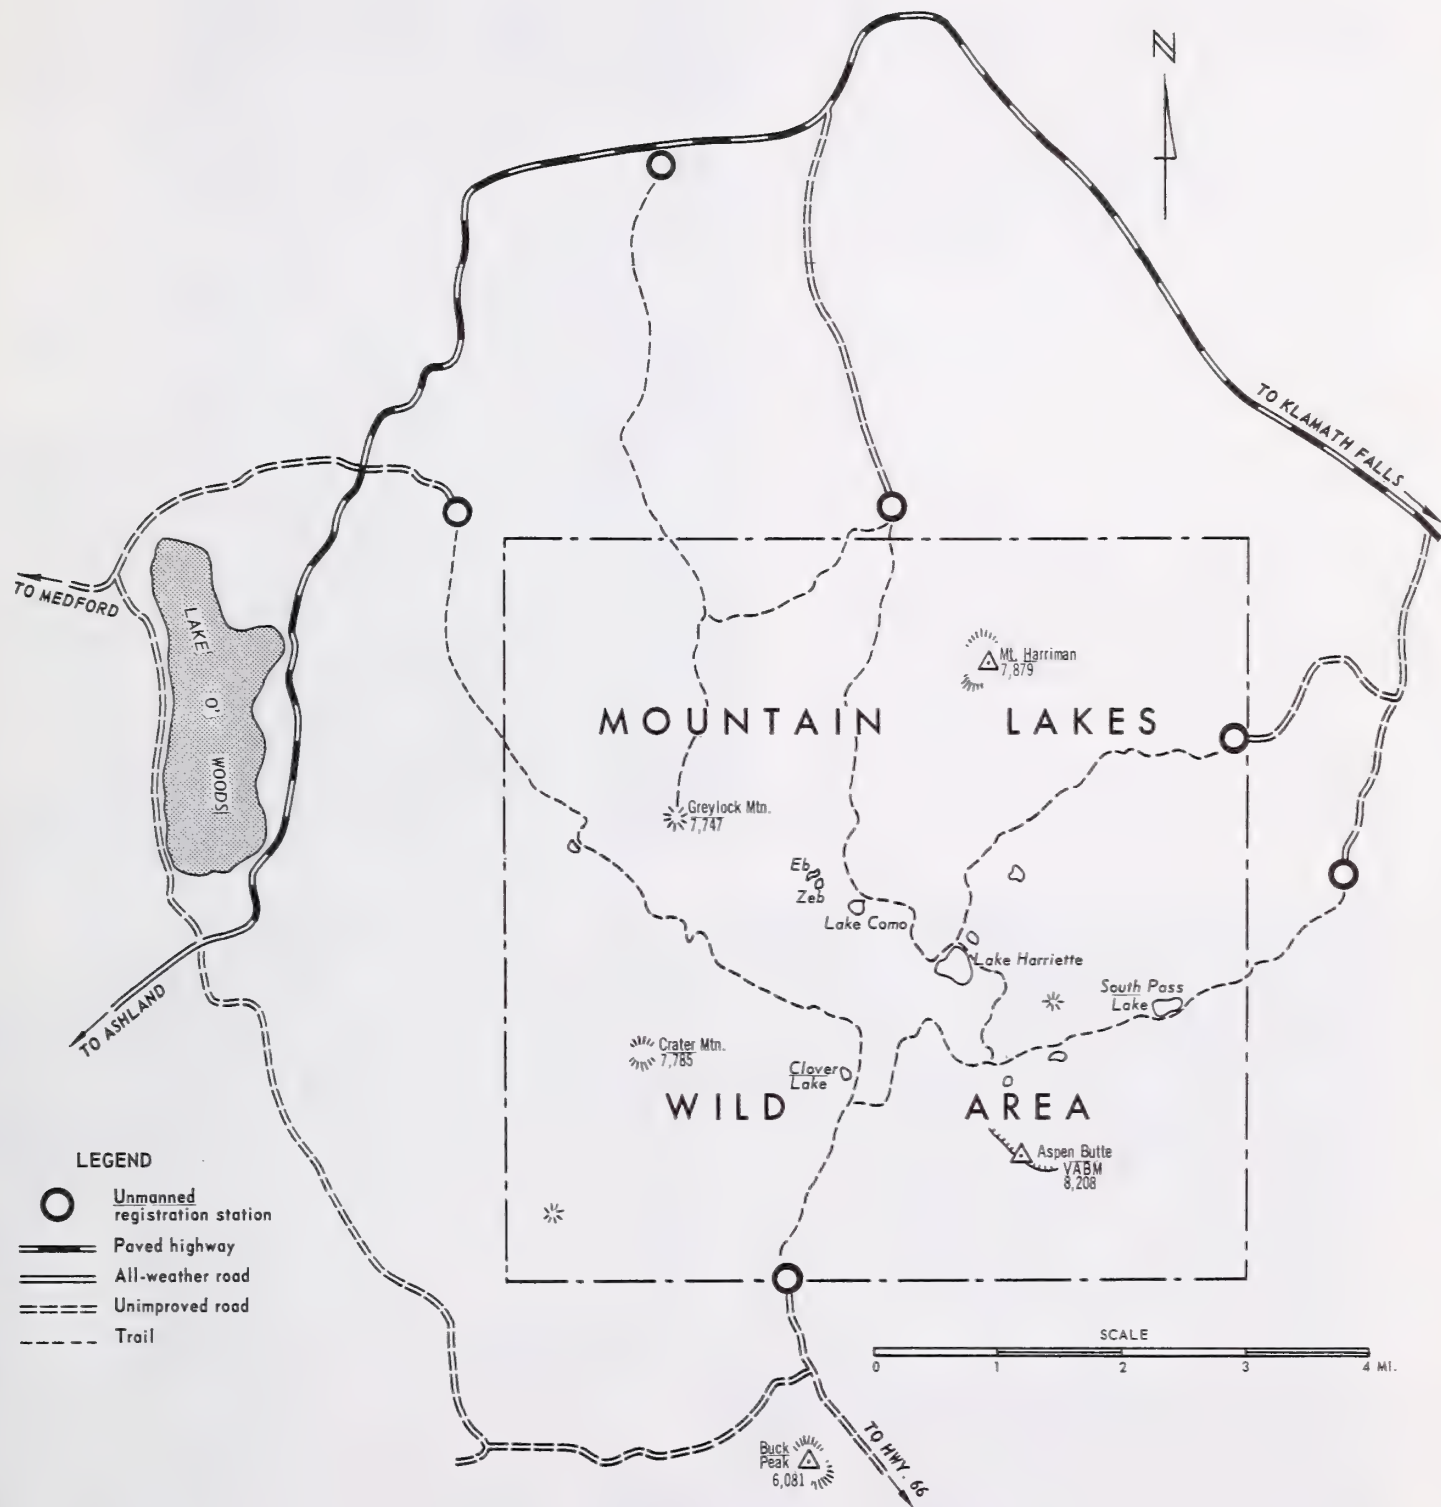 N
TO KLAMATH FALLS
TO MEDFORD
LAKE
O'
WOODS
Mt. Harriman
7,879
MOUNTAIN LAKES
Greylock Mtn.
7,747
Eb
Zeb
Lake Como
Lake Harriette
South Pass
Lake
TO ASHLAND
Crater Mtn.
7,785
Clover
Lake
WILD AREA
Aspen Butte
VABM
8,208
LEGEND
Unmanned
registration station
Paved highway
All-weather road
Unimproved road
Trail
SCALE
0 1 2 3 4 MI.
TO HWY. 66
Buck
Peak
6,081